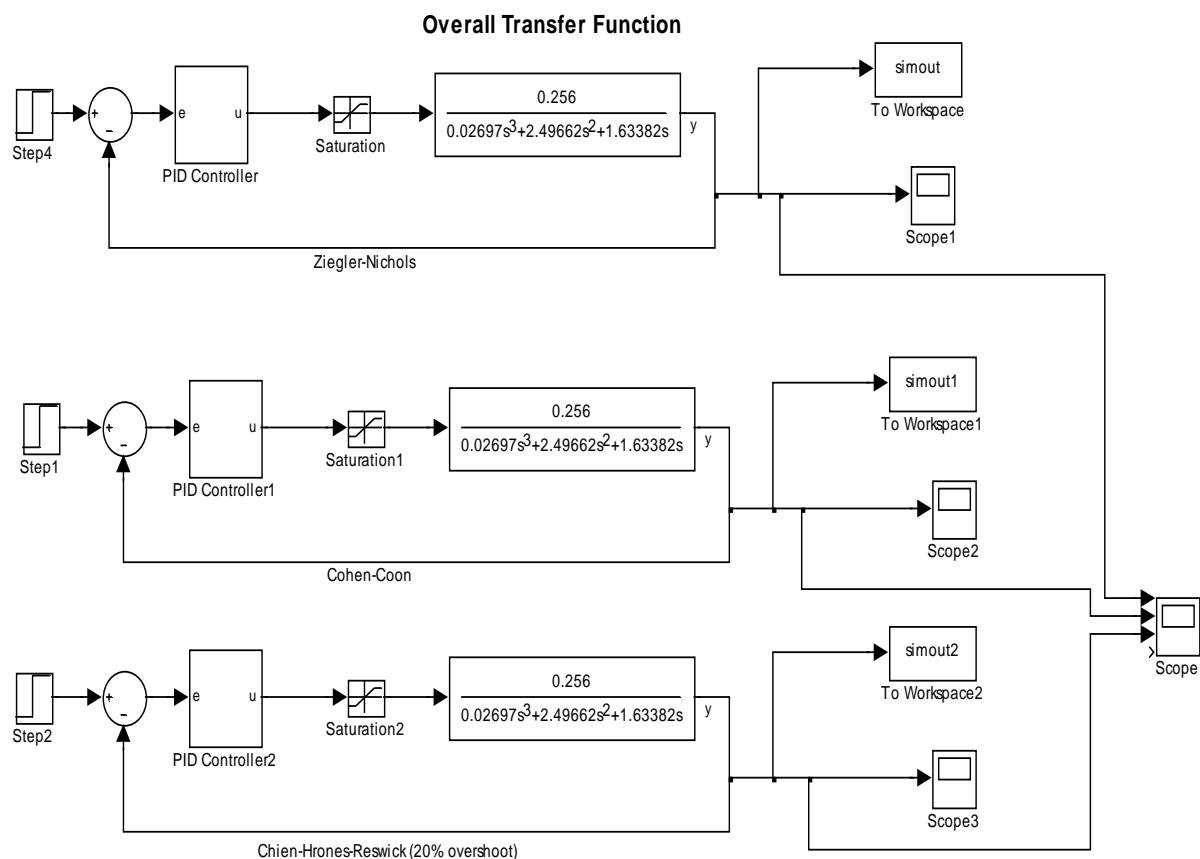 Overall Transfer Function
Step4
+
−
e
u
PID Controller
Saturation
0.256
0.02697s3+2.49662s2+1.63382s
y
simout
To Workspace
Scope1
Ziegler-Nichols
Step1
+
−
e
u
PID Controller1
Saturation1
0.256
0.02697s3+2.49662s2+1.63382s
y
simout1
To Workspace1
Scope2
Cohen-Coon
Scope
Step2
+
−
e
u
PID Controller2
Saturation2
0.256
0.02697s3+2.49662s2+1.63382s
y
simout2
To Workspace2
Scope3
Chien-Hrones-Reswick (20% overshoot)